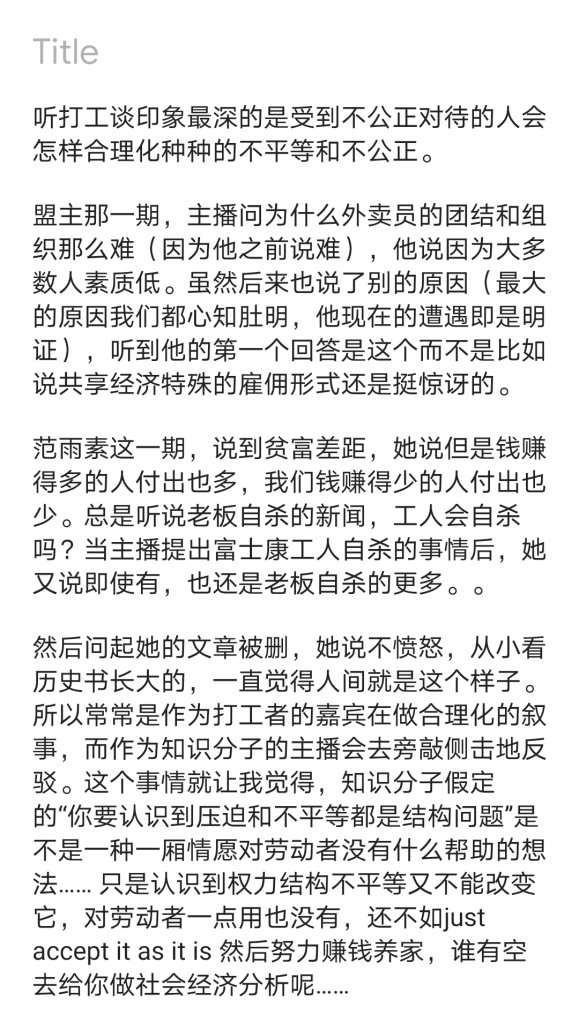 Title
听打工谈印象最深的是受到不公正对待的人会
怎样合理化种种的不平等和不公正。
盟主那一期，主播问为什么外卖员的团结和组
织那么难（因为他之前说难），他说因为大多
数人素质低。虽然后来也说了别的原因（最大
的原因我们都心知肚明，他现在的遭遇即是明
证），听到他的第一个回答是这个而不是比如
说共享经济特殊的雇佣形式还是挺惊讶的。
范雨素这一期，说到贫富差距，她说但是钱赚
得多的人付出也多，我们钱赚得少的人付出也
少。总是听说老板自杀的新闻，工人会自杀
吗？当主播提出富士康工人自杀的事情后，她
又说即使有，也还是老板自杀的更多。。
然后问起她的文章被删，她说不愤怒，从小看
历史书长大的，一直觉得人间就是这个样子。
所以常常是作为打工者的嘉宾在做合理化的叙
事，而作为知识分子的主播会去旁敲侧击地反
驳。这个事情就让我觉得，知识分子假定
的“你要认识到压迫和不平等都是结构问题”是
不是一种一厢情愿对劳动者没有什么帮助的想
法…… 只是认识到权力结构不平等又不能改变
它，对劳动者一点用也没有，还不如just
accept it as it is 然后努力赚钱养家，谁有空
去给你做社会经济分析呢……